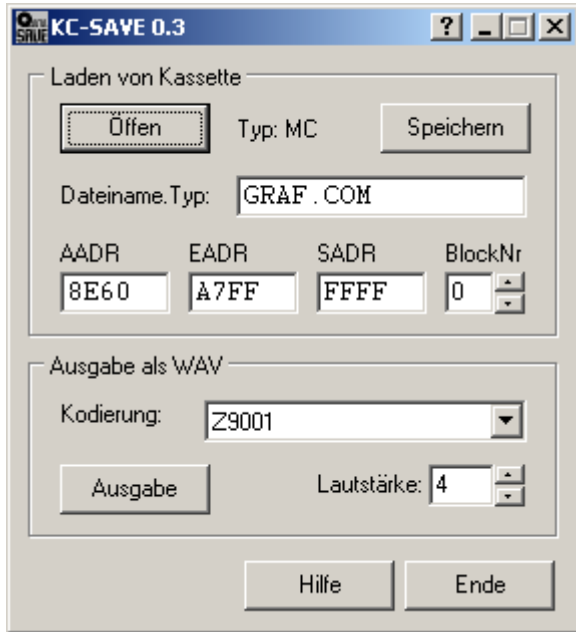 KC-SAVE 0.3
Laden von Kassette
Öffen Typ: MC Speichern
Dateiname.Typ: GRAF.COM
AADR EADR SADR BlockNr
8E60 A7FF FFFF 0
Ausgabe als WAV
Kodierung: Z9001
Ausgabe Lautstärke: 4
Hilfe Ende